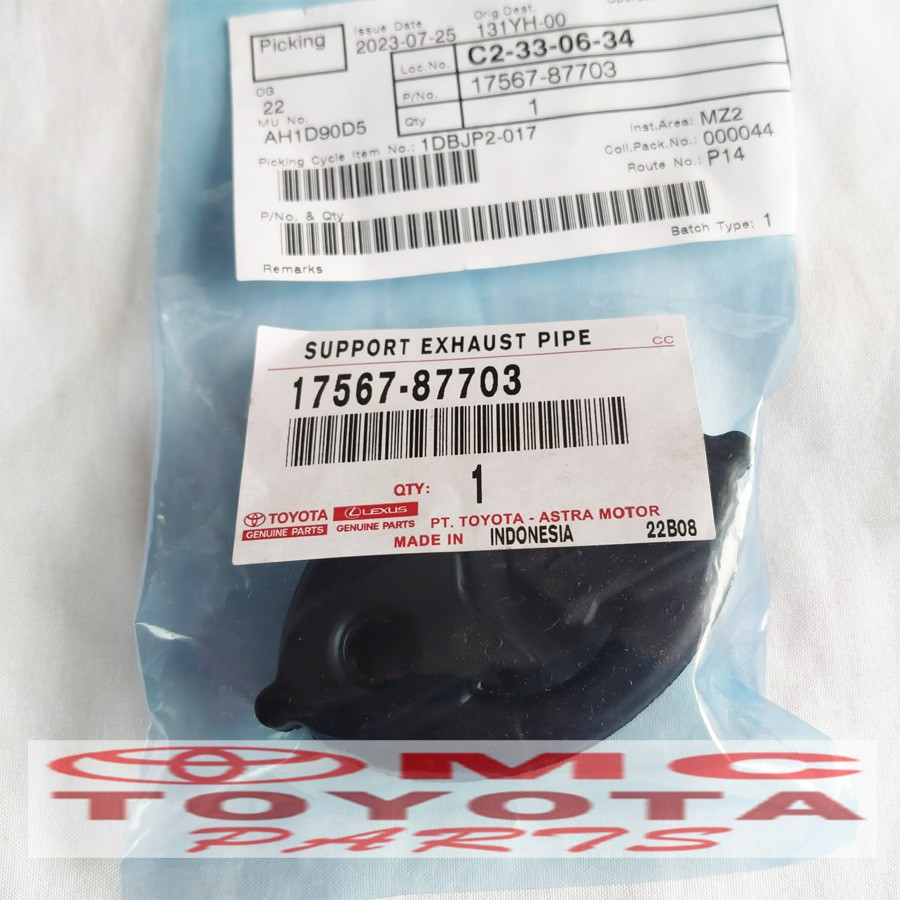 Picking
Issue Date
2023-07-25
Orig.Dest.
131YH-00
Loc.No. C2-33-06-34
P/No. 17567-87703
Qty 1
OG
22
MU No.
AH1D90D5
Picking Cycle Item No.: 1DBJP2-017
Inst.Area: MZ2
Coll.Pack.No.: 000044
Route No.: P14
P/No, & Qty
Batch Type: 1
Remarks
SUPPORT EXHAUST PIPE CC
17567-87703
QTY: 1
TOYOTA
GENUINE PARTS
LEXUS
GENUINE PARTS
PT. TOYOTA - ASTRA MOTOR
MADE IN INDONESIA 22B08
OMC
TOYOTA
PARTS